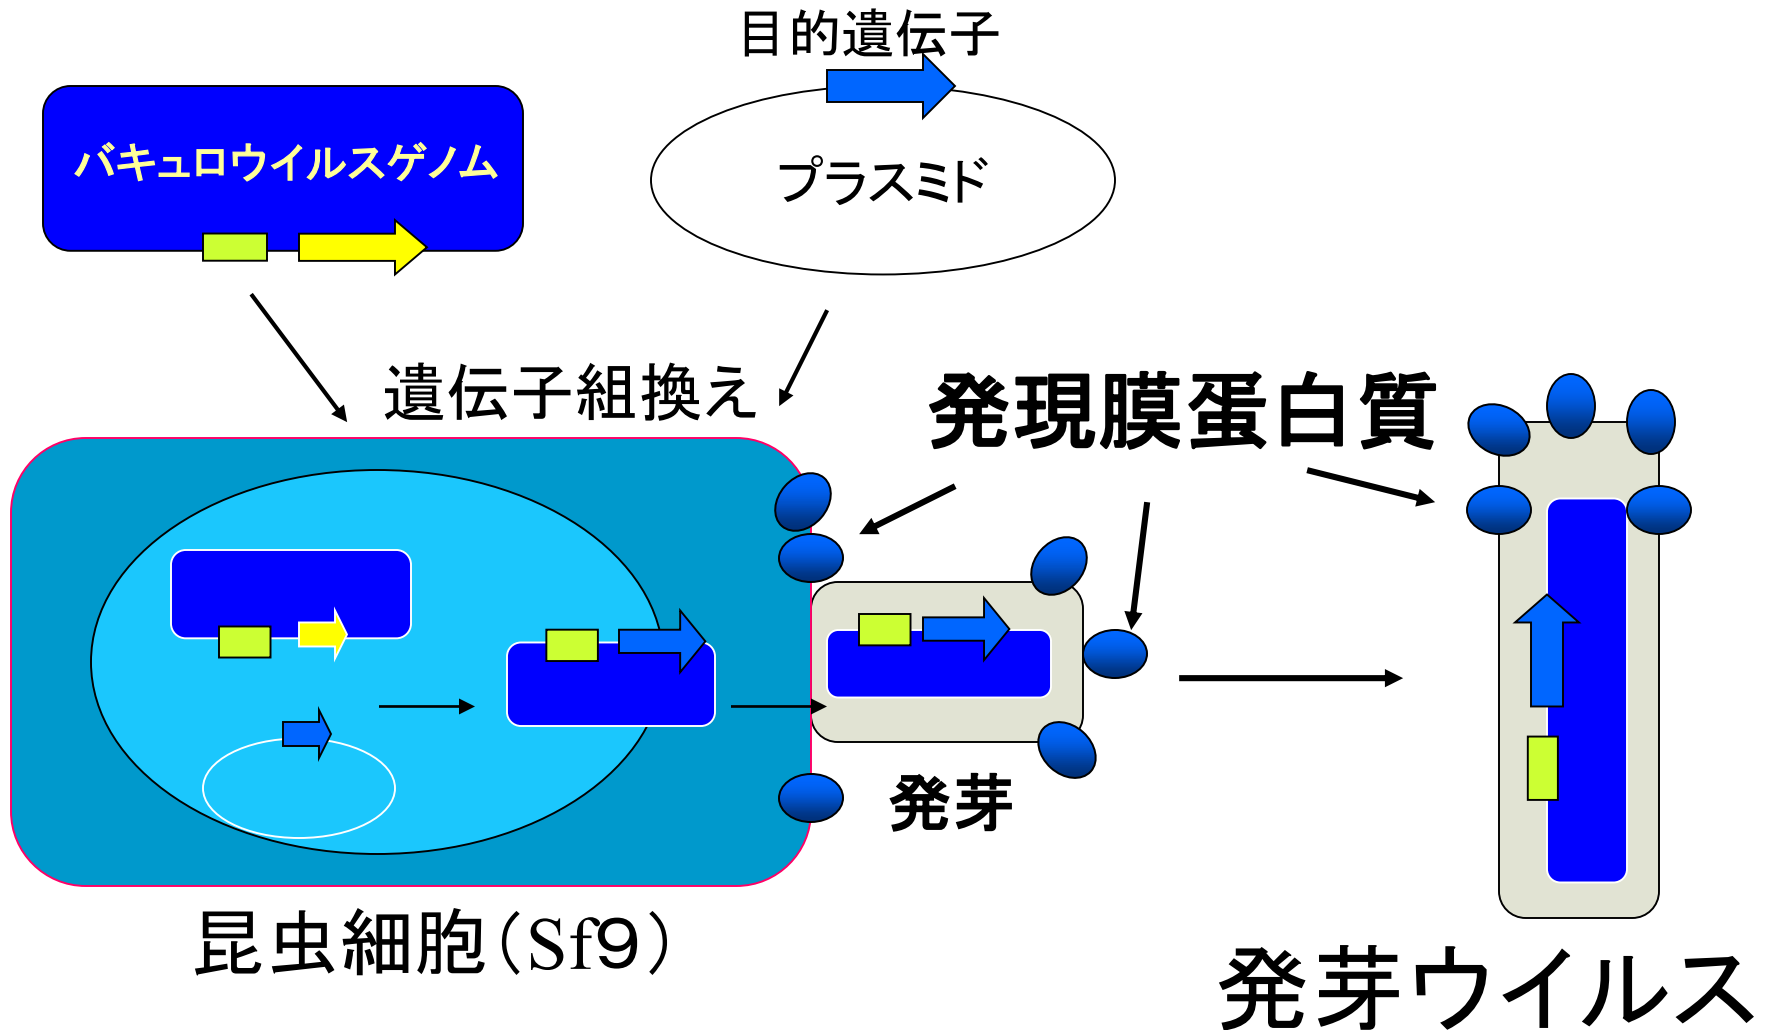 目的遺伝子
バキュロウイルスゲノム
プラスミド
遺伝子組換え
発現膜蛋白質
発芽
昆虫細胞（Sf９）
発芽ウイルス